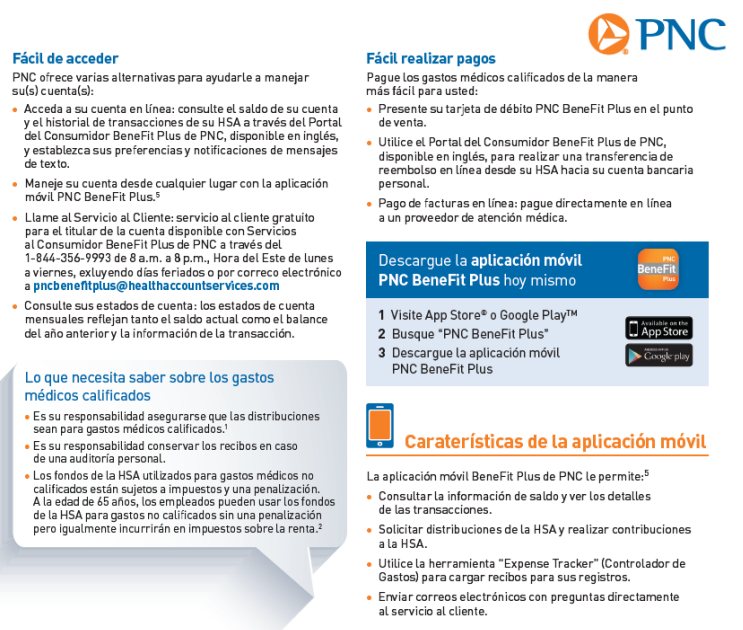 PNC
Fácil de acceder
PNC ofrece varias alternativas para ayudarle a manejar
su(s) cuenta(s):
• Acceda a su cuenta en línea: consulte el saldo de su cuenta
y el historial de transacciones de su HSA a través del Portal
del Consumidor BeneFit Plus de PNC, disponible en inglés,
y establezca sus preferencias y notificaciones de mensajes
de texto.
• Maneje su cuenta desde cualquier lugar con la aplicación
móvil PNC BeneFit Plus.⁵
• Llame al Servicio al Cliente: servicio al cliente gratuito
para el titular de la cuenta disponible con Servicios
al Consumidor BeneFit Plus de PNC a través del
1-844-356-9993 de 8 a.m. a 8 p.m., Hora del Este de lunes
a viernes, exluyendo días feriados o por correco electrónico
a pncbenefitplus@healthaccountservices.com
• Consulte sus estados de cuenta: los estados de cuenta
mensuales reflejan tanto el saldo actual como el balance
del año anterior y la información de la transacción.
Lo que necesita saber sobre los gastos
médicos calificados
• Es su responsabilidad asegurarse que las distribuciones
sean para gastos médicos calificados.¹
• Es su responsabilidad conservar los recibos en caso
de una auditoría personal.
• Los fondos de la HSA utilizados para gastos médicos no
calificados están sujetos a impuestos y una penalización.
A la edad de 65 años, los empleados pueden usar los fondos
de la HSA para gastos no calificados sin una penalización
pero igualmente incurrirán en impuestos sobre la renta.²
Fácil realizar pagos
Pague los gastos médicos calificados de la manera
más fácil para usted:
• Presente su tarjeta de débito PNC BeneFit Plus en el punto
de venta.
• Utilice el Portal del Consumidor BeneFit Plus de PNC,
disponible en inglés, para realizar una transferencia de
reembolso en línea desde su HSA hacia su cuenta bancaria
personal.
• Pago de facturas en línea: pague directamente en línea
a un proveedor de atención médica.
Descargue la aplicación móvil
PNC BeneFit Plus hoy mismo
PNC
BeneFit
Plus
1 Visite App Store® o Google Play™
2 Busque "PNC BeneFit Plus"
3 Descargue la aplicación móvil
PNC BeneFit Plus
Available on the
App Store
Google play
Caraterísticas de la aplicación móvil
La aplicación móvil BeneFit Plus de PNC le permite:⁵
• Consultar la información de saldo y ver los detalles
de las transacciones.
• Solicitar distribuciones de la HSA y realizar contribuciones
a la HSA.
• Utilice la herramienta "Expense Tracker" (Controlador de
Gastos) para cargar recibos para sus registros.
• Enviar correos electrónicos con preguntas directamente
al servicio al cliente.